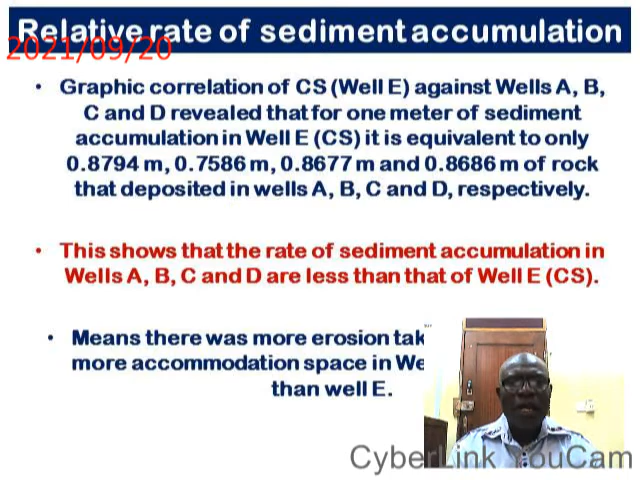 Relative rate of sediment accumulation
2021/09/20
• Graphic correlation of CS (Well E) against Wells A, B,
C and D revealed that for one meter of sediment
accumulation in Well E (CS) it is equivalent to only
0.8794 m, 0.7586 m, 0.8677 m and 0.8686 m of rock
that deposited in wells A, B, C and D, respectively.
• This shows that the rate of sediment accumulation in
Wells A, B, C and D are less than that of Well E (CS).
• Means there was more erosion
more accommodation space in
than well E.
CyberLink YouCam